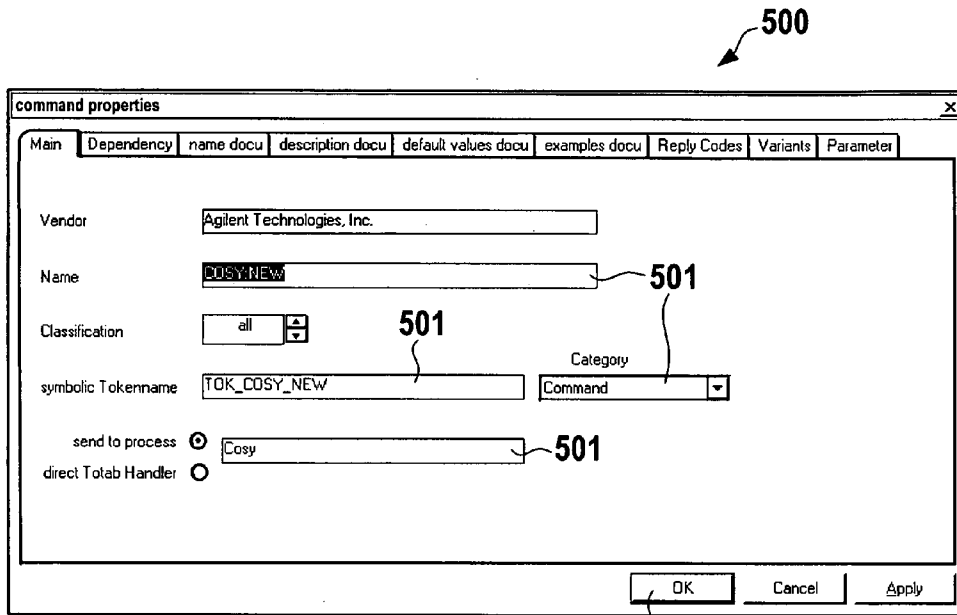 500
command properties
Main Dependency name docu description docu default values docu examples docu Reply Codes Variants Parameter
Vendor Agilent Technologies, Inc.
Name COSY:NEW 501
Classification all 501
Category
symbolic Tokenname TOK_COSY_NEW Command
send to process Cosy 501
direct Totab Handler
OK Cancel Apply